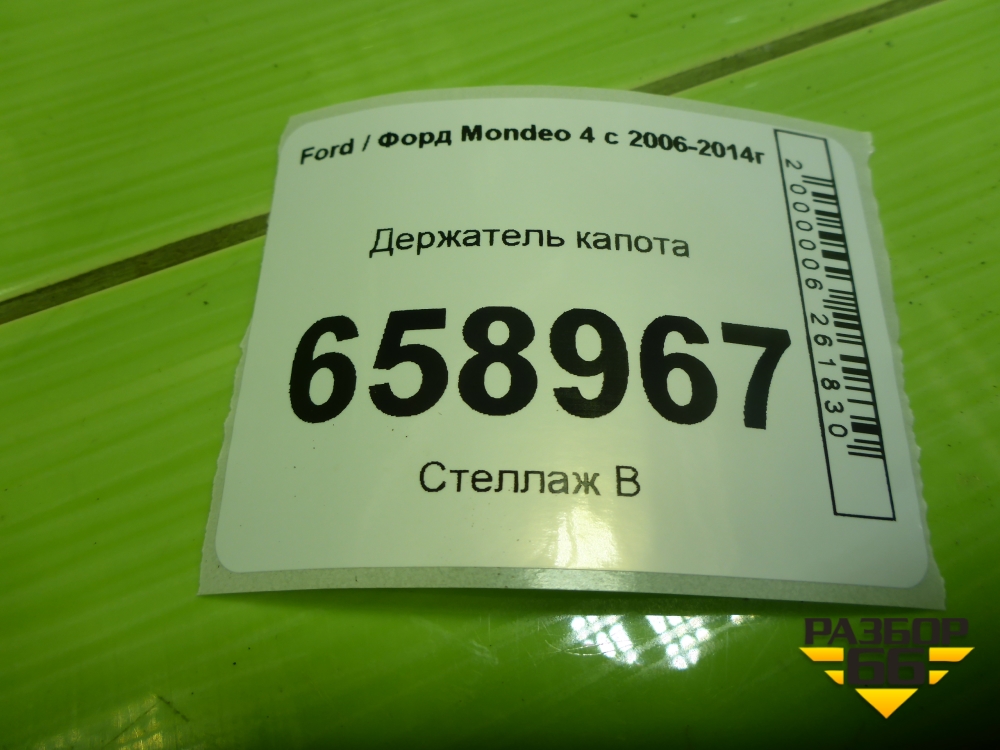 Ford / Форд Mondeo 4 с 2006-2014г
Держатель капота
658967
Стеллаж В
2000006261830
РАЗБОР
66